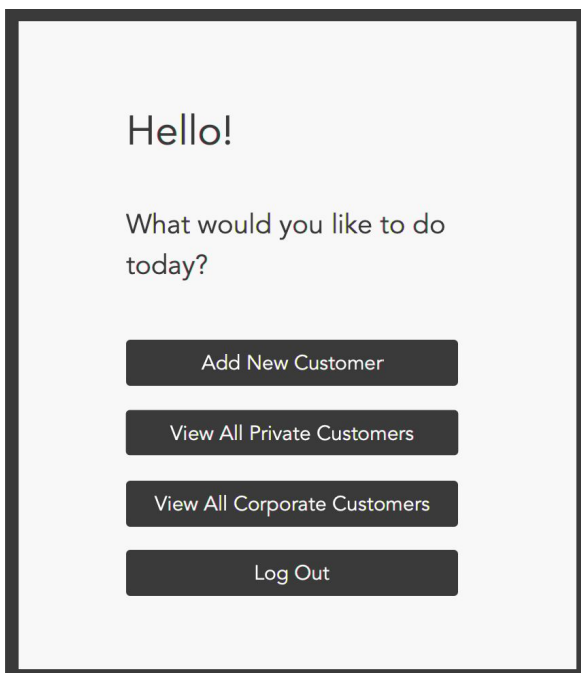 Hello!
What would you like to do
today?
Add New Customer
View All Private Customers
View All Corporate Customers
Log Out